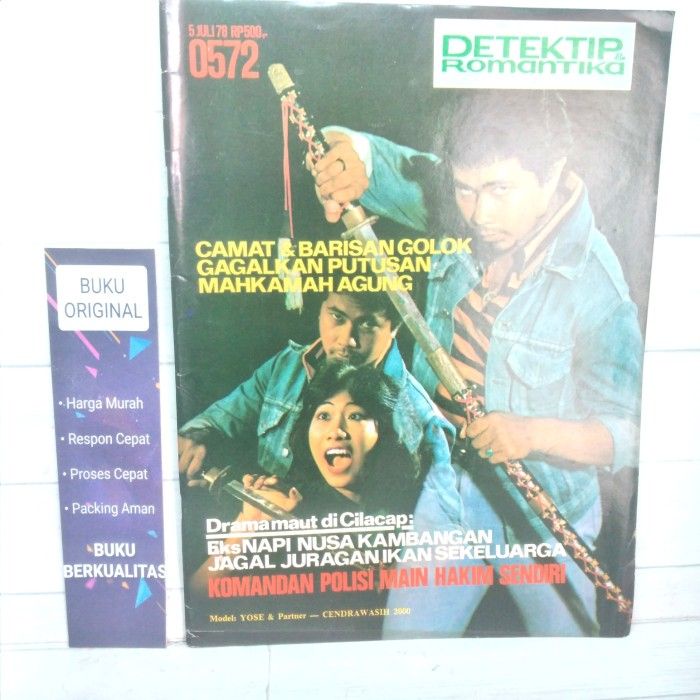 5 JULI 78 RP500,-
0572
DETEKTIP &
Romantika
CAMAT & BARISAN GOLOK
GAGALKAN PUTUSAN
MAHKAMAH AGUNG
Drama maut di Cilacap:
Eks NAPI NUSA KAMBANGAN
JAGAL JURAGAN IKAN SEKELUARGA
KOMANDAN POLISI MAIN HAKIM SENDIRI
Model: YOSE & Partner — CENDRAWASIH 2000
BUKU
ORIGINAL
• Harga Murah
• Respon Cepat
• Proses Cepat
• Packing Aman
BUKU
BERKUALITAS